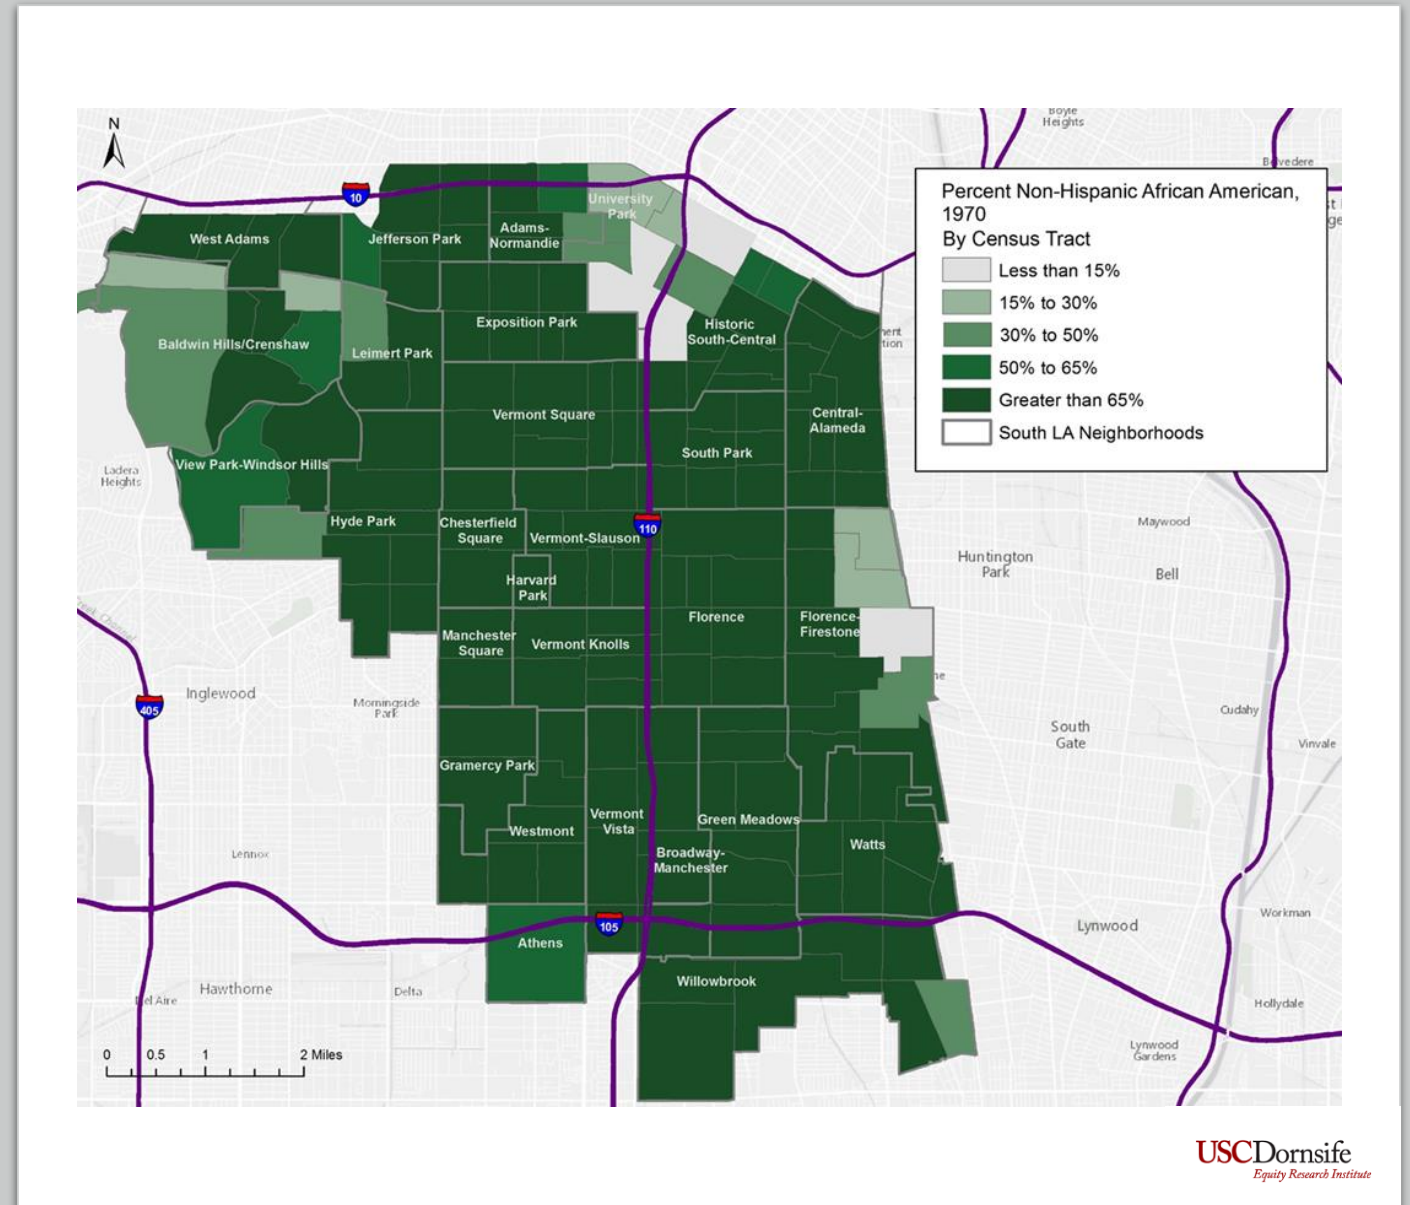 N
Boyle
Heights
Belvedere
10
University
Park
West Adams
Jefferson Park
Adams-
Normandie
Percent Non-Hispanic African American,
1970
By Census Tract
Less than 15%
15% to 30%
30% to 50%
50% to 65%
Greater than 65%
South LA Neighborhoods
Exposition Park
Historic
South-Central
Baldwin Hills/Crenshaw
Leimert Park
Vermont Square
Central-
Alameda
South Park
View Park-Windsor Hills
Ladera
Heights
Hyde Park
Chesterfield
Square
Vermont-Slauson
110
Maywood
Huntington
Park
Bell
Harvard
Park
Florence
Florence-
Firestone
Manchester
Square
Vermont Knolls
Inglewood
Morningside
Park
405
South
Gate
Cudahy
Vinvale
Gramercy Park
Vermont
Vista
Green Meadows
Westmont
Watts
Lennox
Broadway-
Manchester
105
Workman
Lynwood
Athens
Willowbrook
Hawthorne
Delta
Del Aire
Hollydale
Lynwood
Gardens
0 0.5 1 2 Miles
USCDornsife
Equity Research Institute